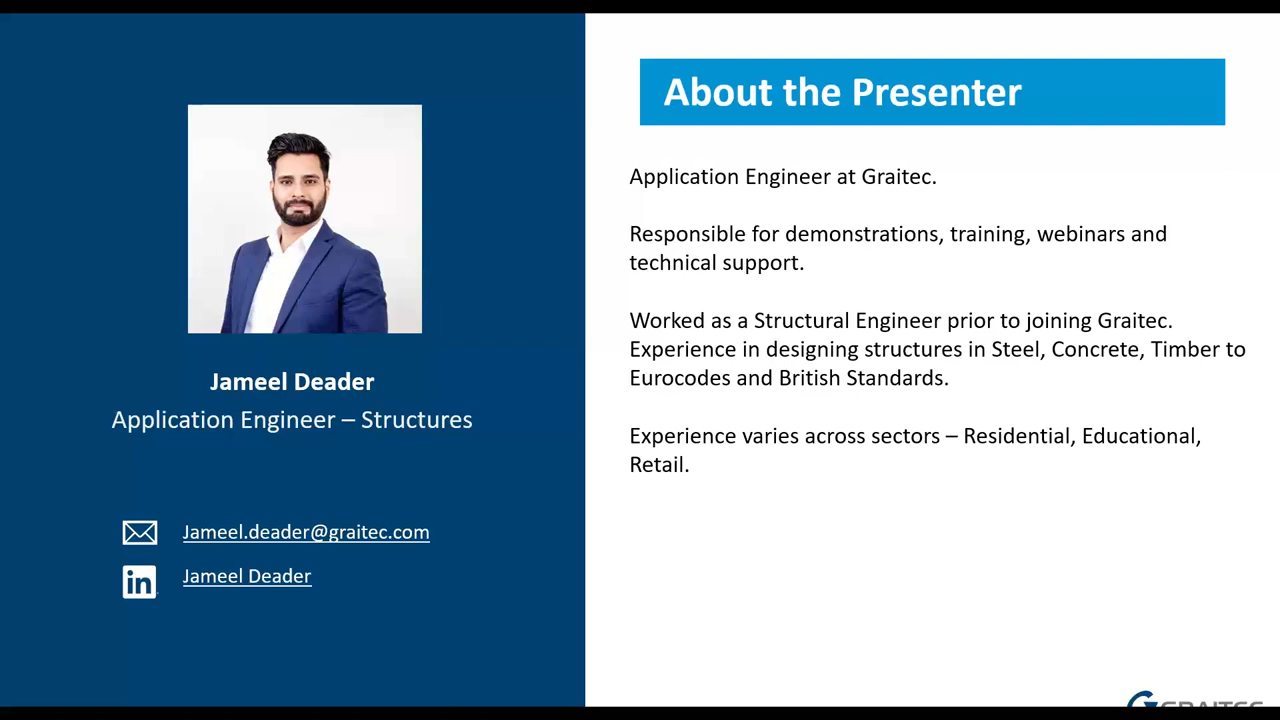 About the Presenter
Application Engineer at Graitec.
Responsible for demonstrations, training, webinars and
technical support.
Worked as a Structural Engineer prior to joining Graitec.
Experience in designing structures in Steel, Concrete, Timber to
Eurocodes and British Standards.
Experience varies across sectors – Residential, Educational,
Retail.
Jameel Deader
Application Engineer – Structures
Jameel.deader@graitec.com
in
Jameel Deader
GRAITEC